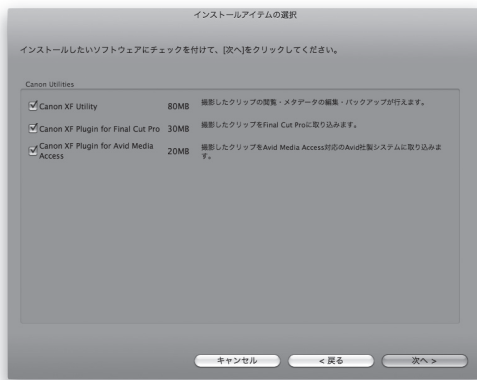 インストールアイテムの選択
インストールしたいソフトウェアにチェックを付けて、[次へ]をクリックしてください。
Canon Utilities
Canon XF Utility 80MB 撮影したクリップの閲覧・メタデータの編集・バックアップが行えます。
Canon XF Plugin for Final Cut Pro 30MB 撮影したクリップをFinal Cut Proに取り込みます。
Canon XF Plugin for Avid Media Access 20MB 撮影したクリップをAvid Media Access対応のAvid社製システムに取り込みます。
キャンセル < 戻る 次へ >